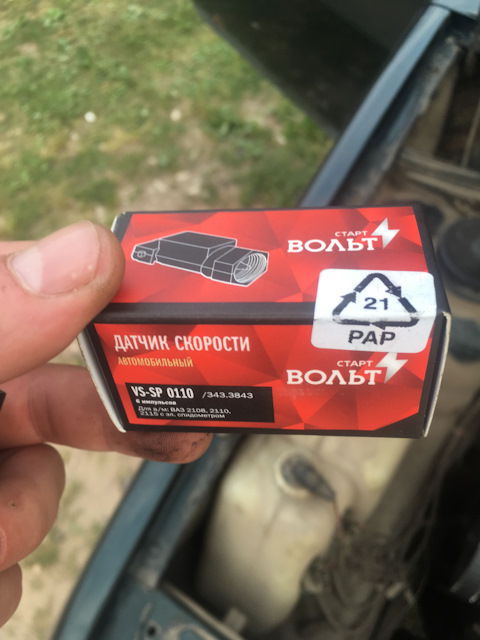 СТАРТ
ВОЛЬТ
21
PAP
ДАТЧИК СКОРОСТИ
АВТОМОБИЛЬНЫЙ
СТАРТ
ВОЛЬТ
VS-SP 0110 /343.3843
6 импульсов
Для а/м: ВАЗ 2108, 2110,
2115 с эл. спидометром